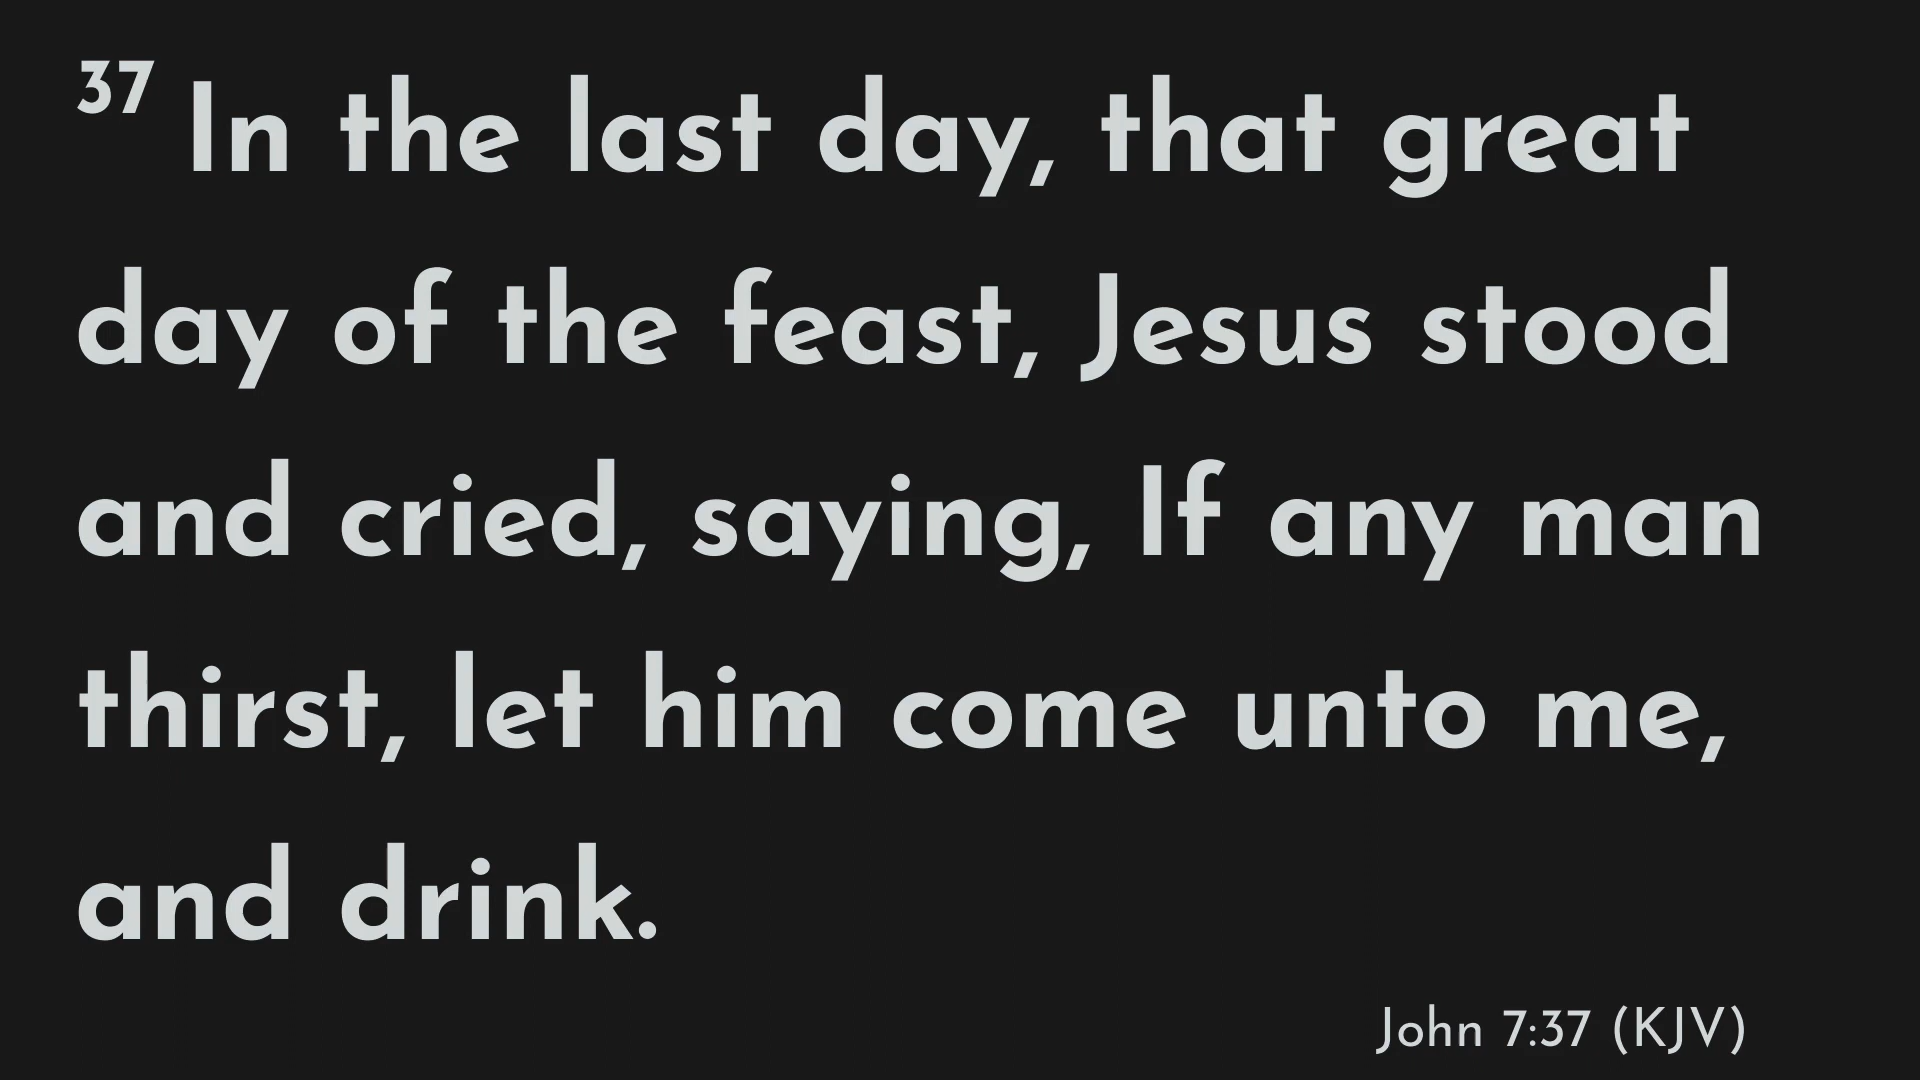 37 In the last day, that great
day of the feast, Jesus stood
and cried, saying, If any man
thirst, let him come unto me,
and drink.
John 7:37 (KJV)